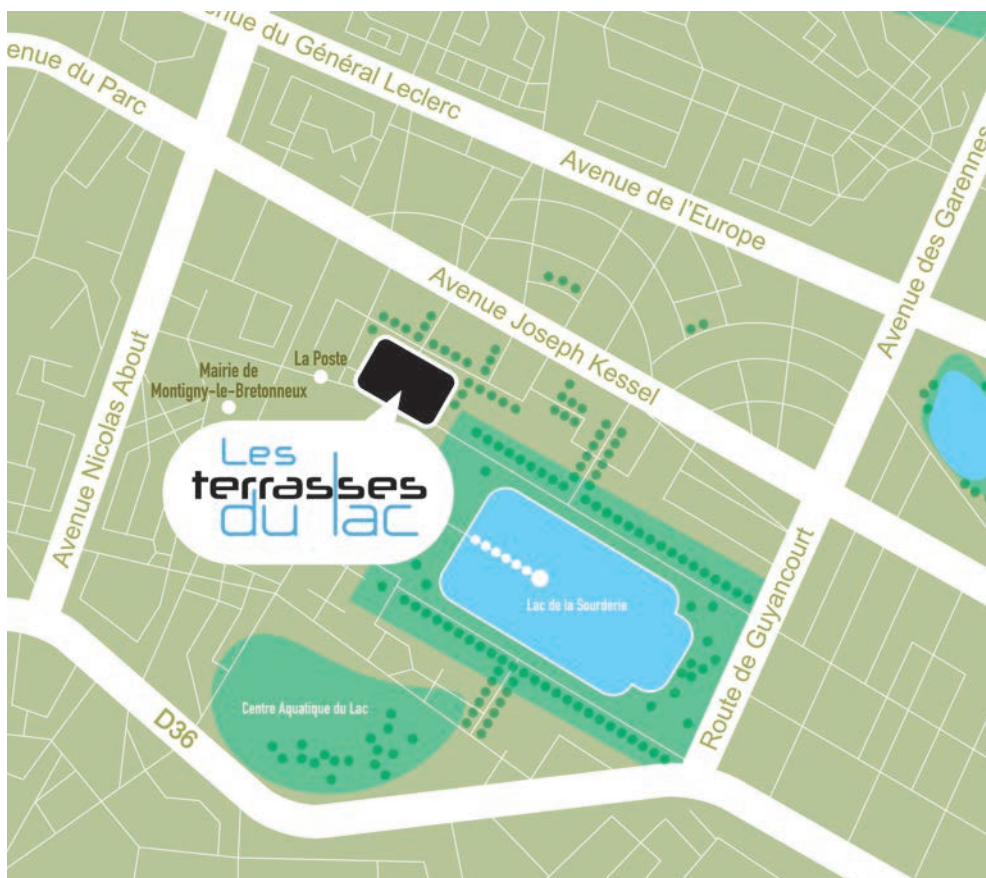 enue du Général Leclerc
enue du Parc
Avenue de l'Europe
Avenue des Garennes
Avenue Joseph Kessel
Avenue Nicolas About
La Poste
Mairie de
Montigny-le-Bretonneux
Les
terrasses
du lac
Lac de la Sourderie
Route de Guyancourt
Centre Aquatique du Lac
D36